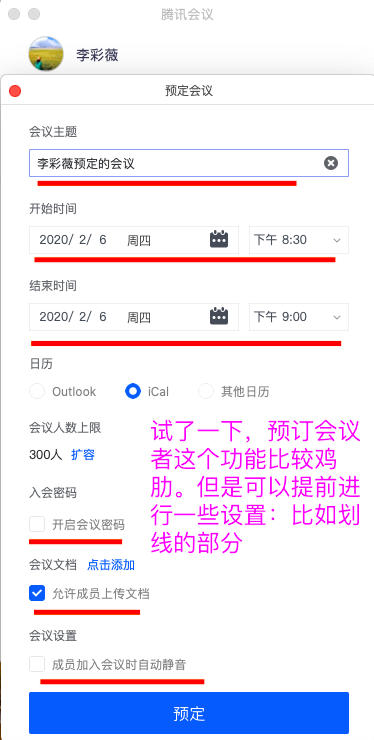 腾讯会议
李彩薇
预定会议
会议主题
李彩薇预定的会议
开始时间
2020/ 2/ 6 周四 下午 8:30
结束时间
2020/ 2/ 6 周四 下午 9:00
日历
Outlook iCal 其他日历
会议人数上限
300人 扩容
入会密码
开启会议密码
试了一下，预订会议
者这个功能比较鸡
肋。但是可以提前进
行一些设置：比如划
线的部分
会议文档 点击添加
允许成员上传文档
会议设置
成员加入会议时自动静音
预定